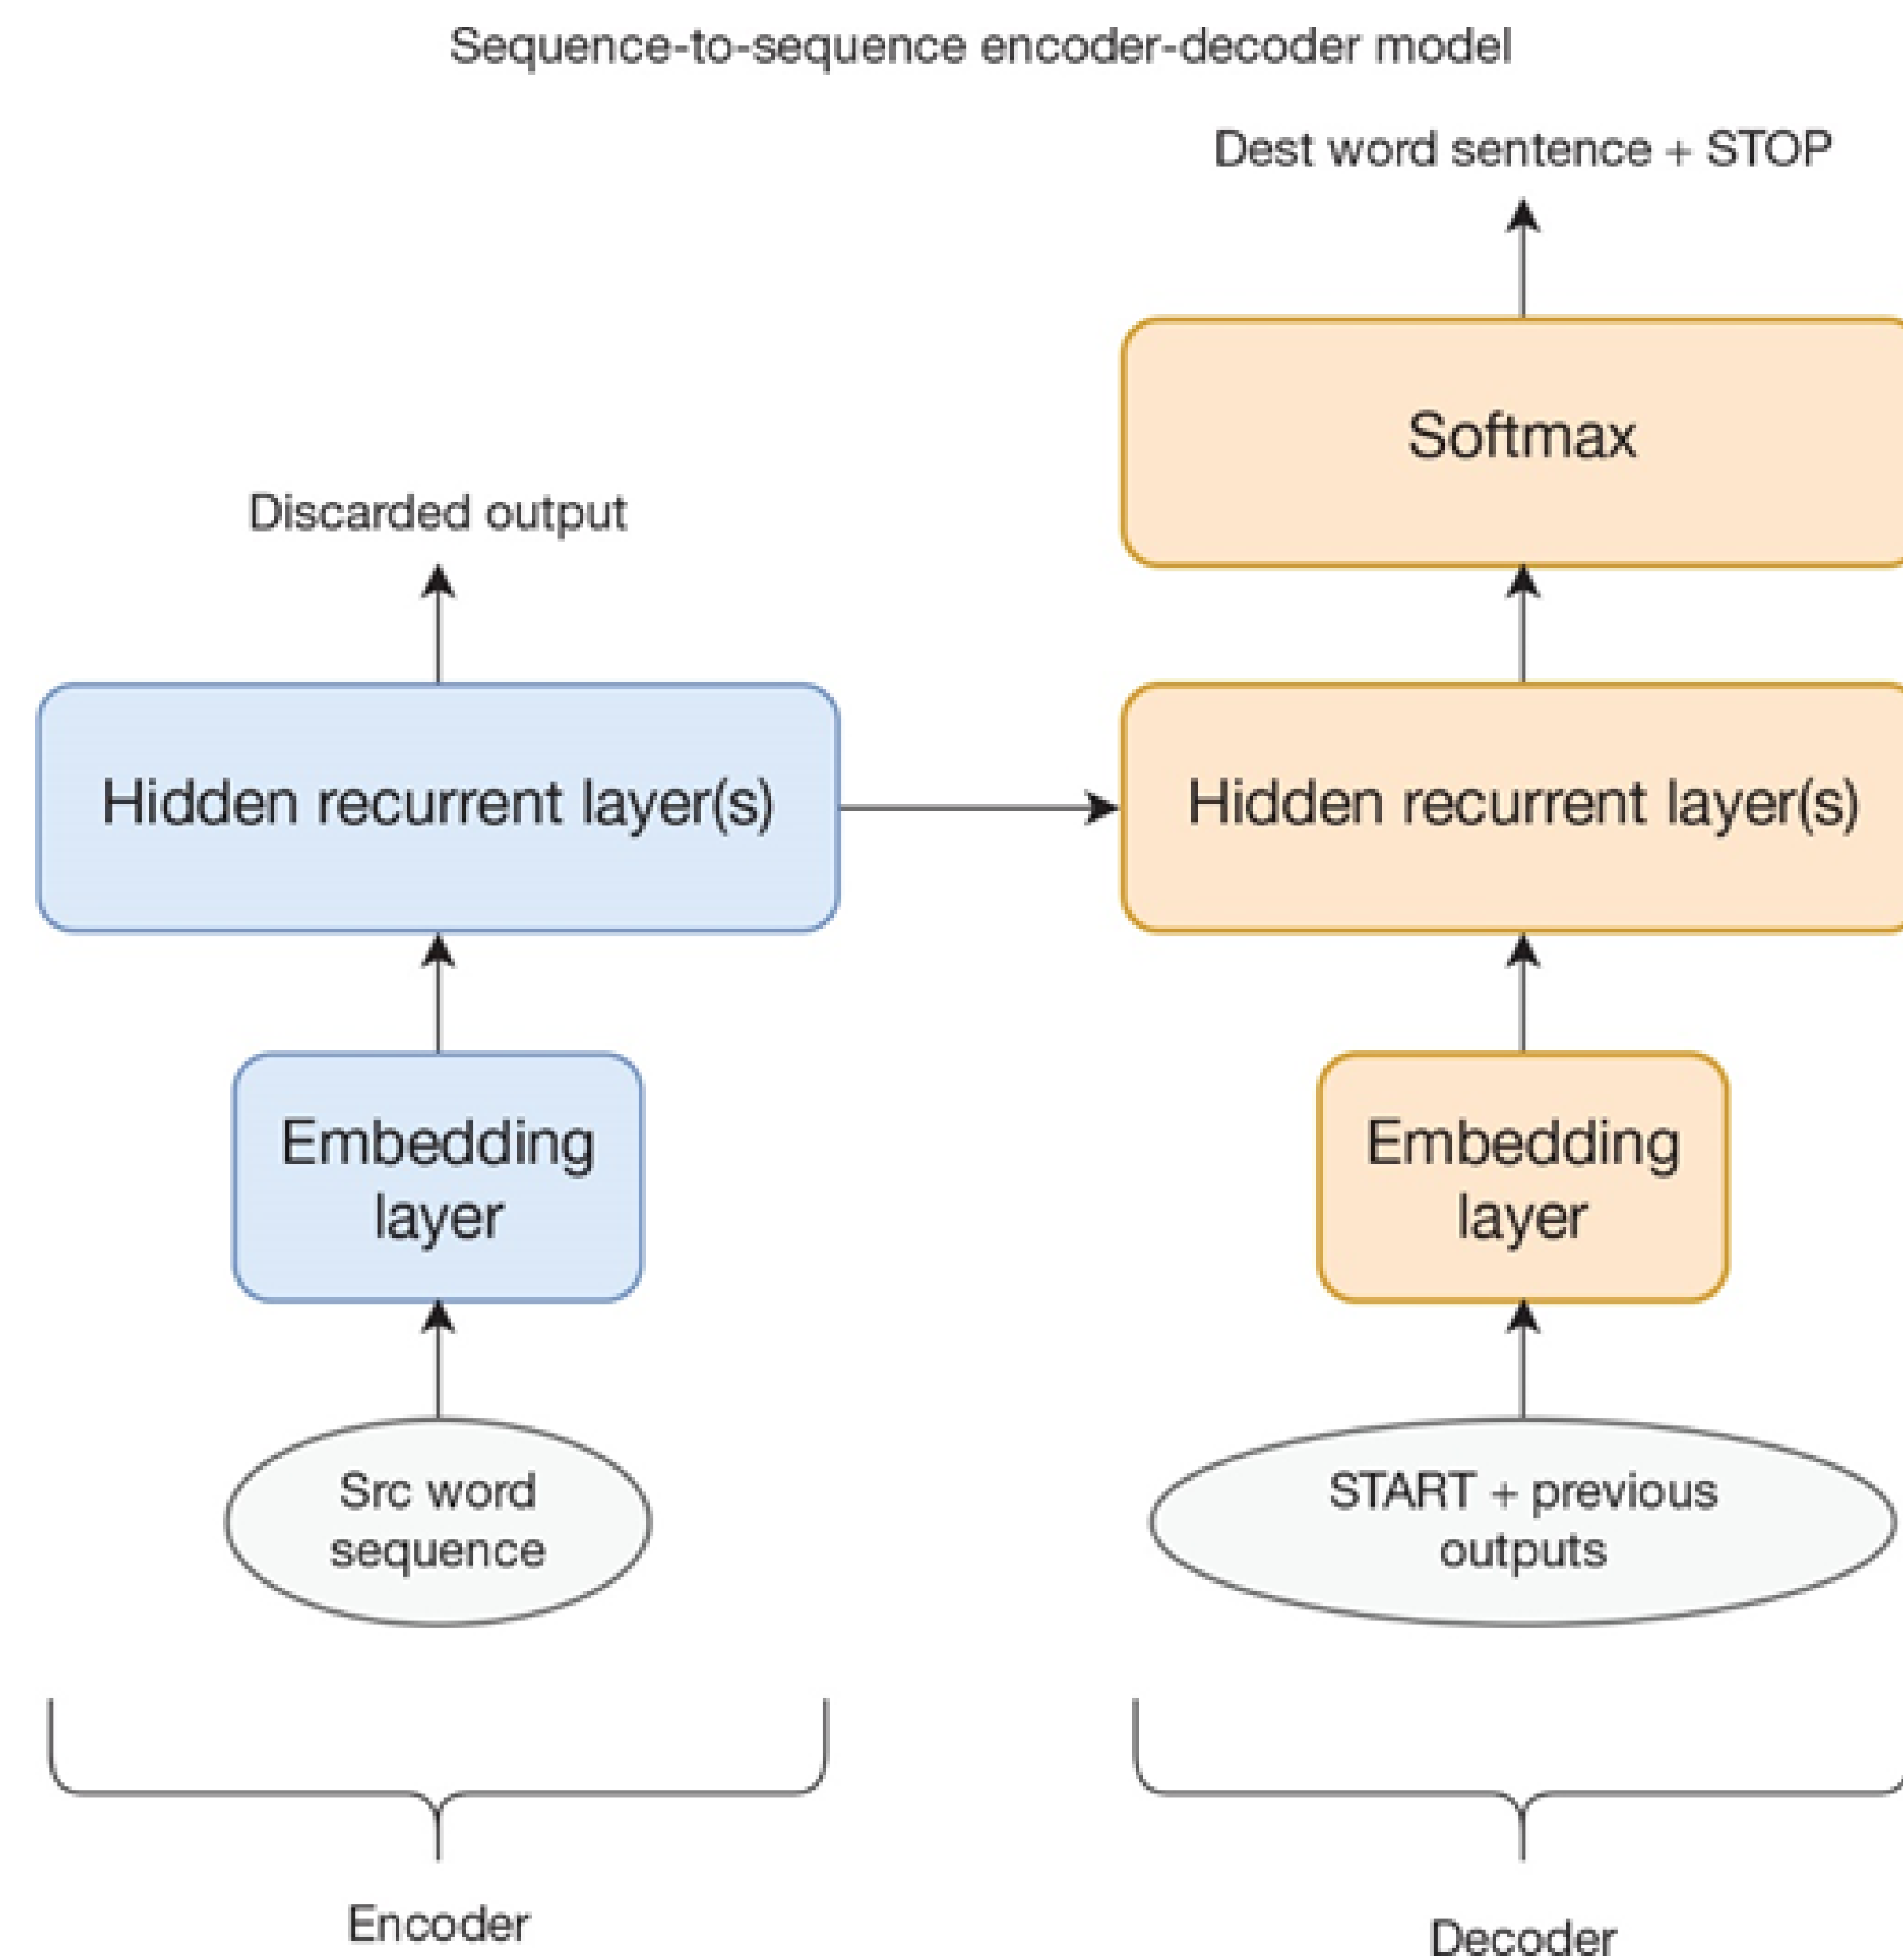 Sequence-to-sequence encoder-decoder model
Dest word sentence + STOP
Softmax
Discarded output
Hidden recurrent layer(s)
Hidden recurrent layer(s)
Embedding
layer
Embedding
layer
Src word
sequence
START + previous
outputs
Encoder
Decoder